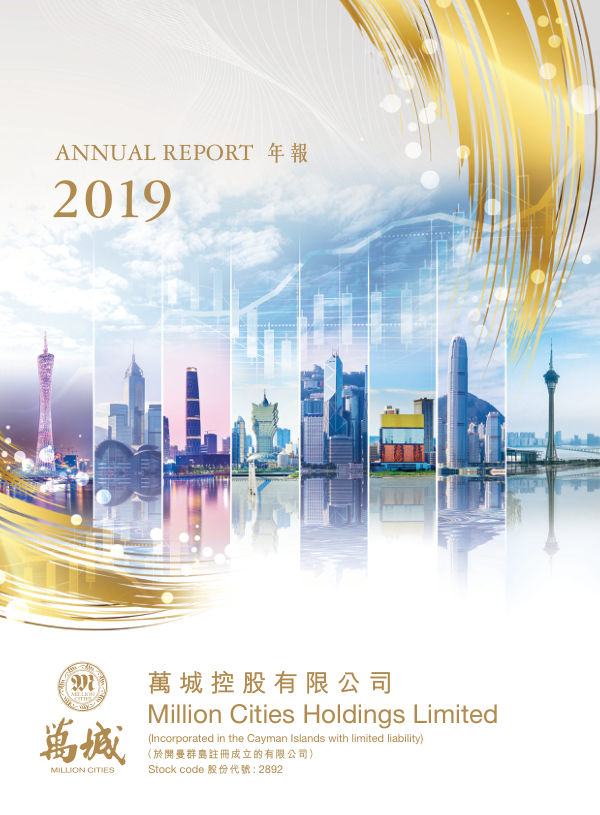 ANNUAL REPORT 年報
2019
萬城控股有限公司
Million Cities Holdings Limited
(Incorporated in the Cayman Islands with limited liability)
(於開曼群島註冊成立的有限公司)
Stock code 股份代號 : 2892
M
MILLION
CITIES
萬城
MILLION CITIES